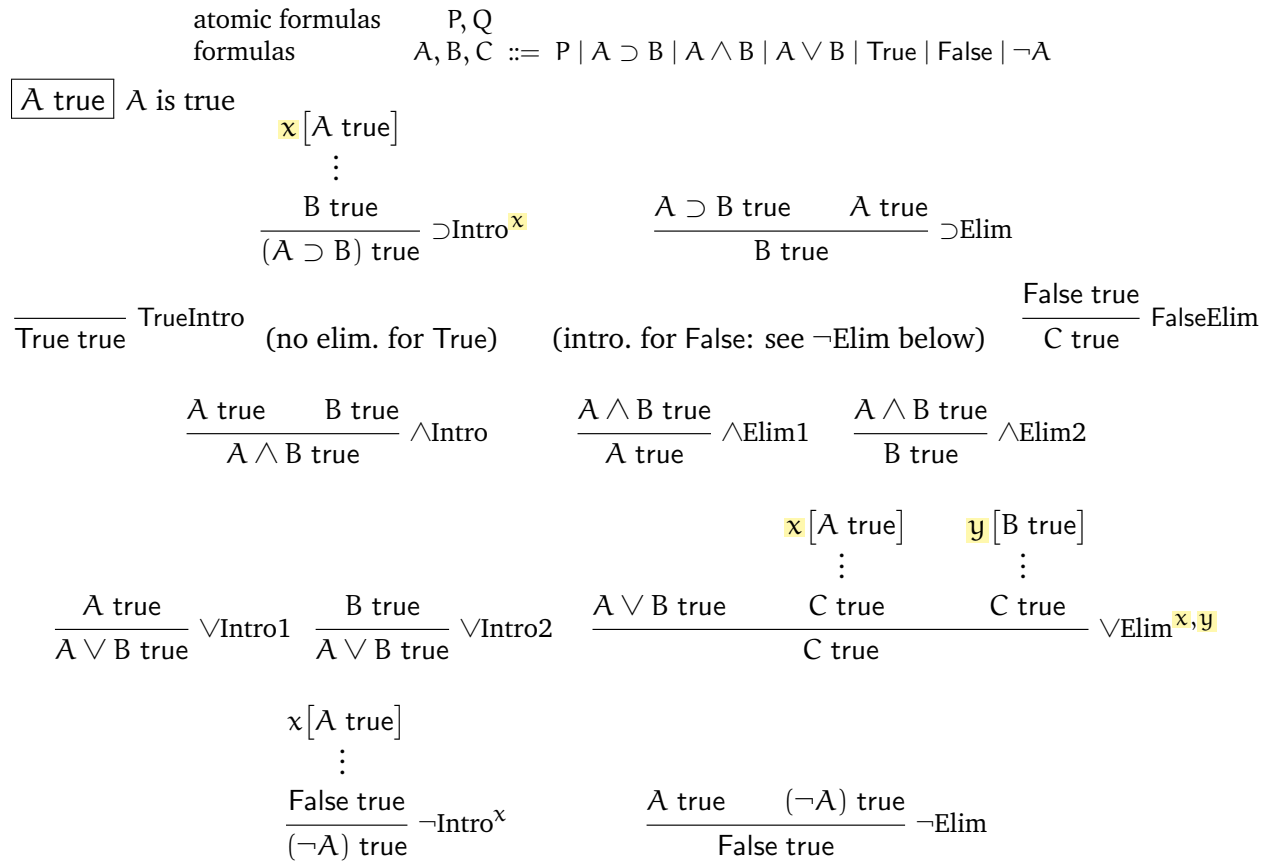 atomic formulas P, Q
formulas A, B, C ::= P | A ⊃ B | A ∧ B | A ∨ B | True | False | ¬A
A true A is true
x[A true]
⋮
B true
(A ⊃ B) true ⊃Intro^x
A ⊃ B true A true
B true ⊃Elim
True true TrueIntro
(no elim. for True)
(intro. for False: see ¬Elim below)
False true
C true FalseElim
A true B true
A ∧ B true ∧Intro
A ∧ B true
A true ∧Elim1
A ∧ B true
B true ∧Elim2
A true
A ∨ B true ∨Intro1
B true
A ∨ B true ∨Intro2
x[A true] y[B true]
⋮ ⋮
A ∨ B true C true C true
C true ∨Elim^x,y
x[A true]
⋮
False true
(¬A) true ¬Intro^x
A true (¬A) true
False true ¬Elim